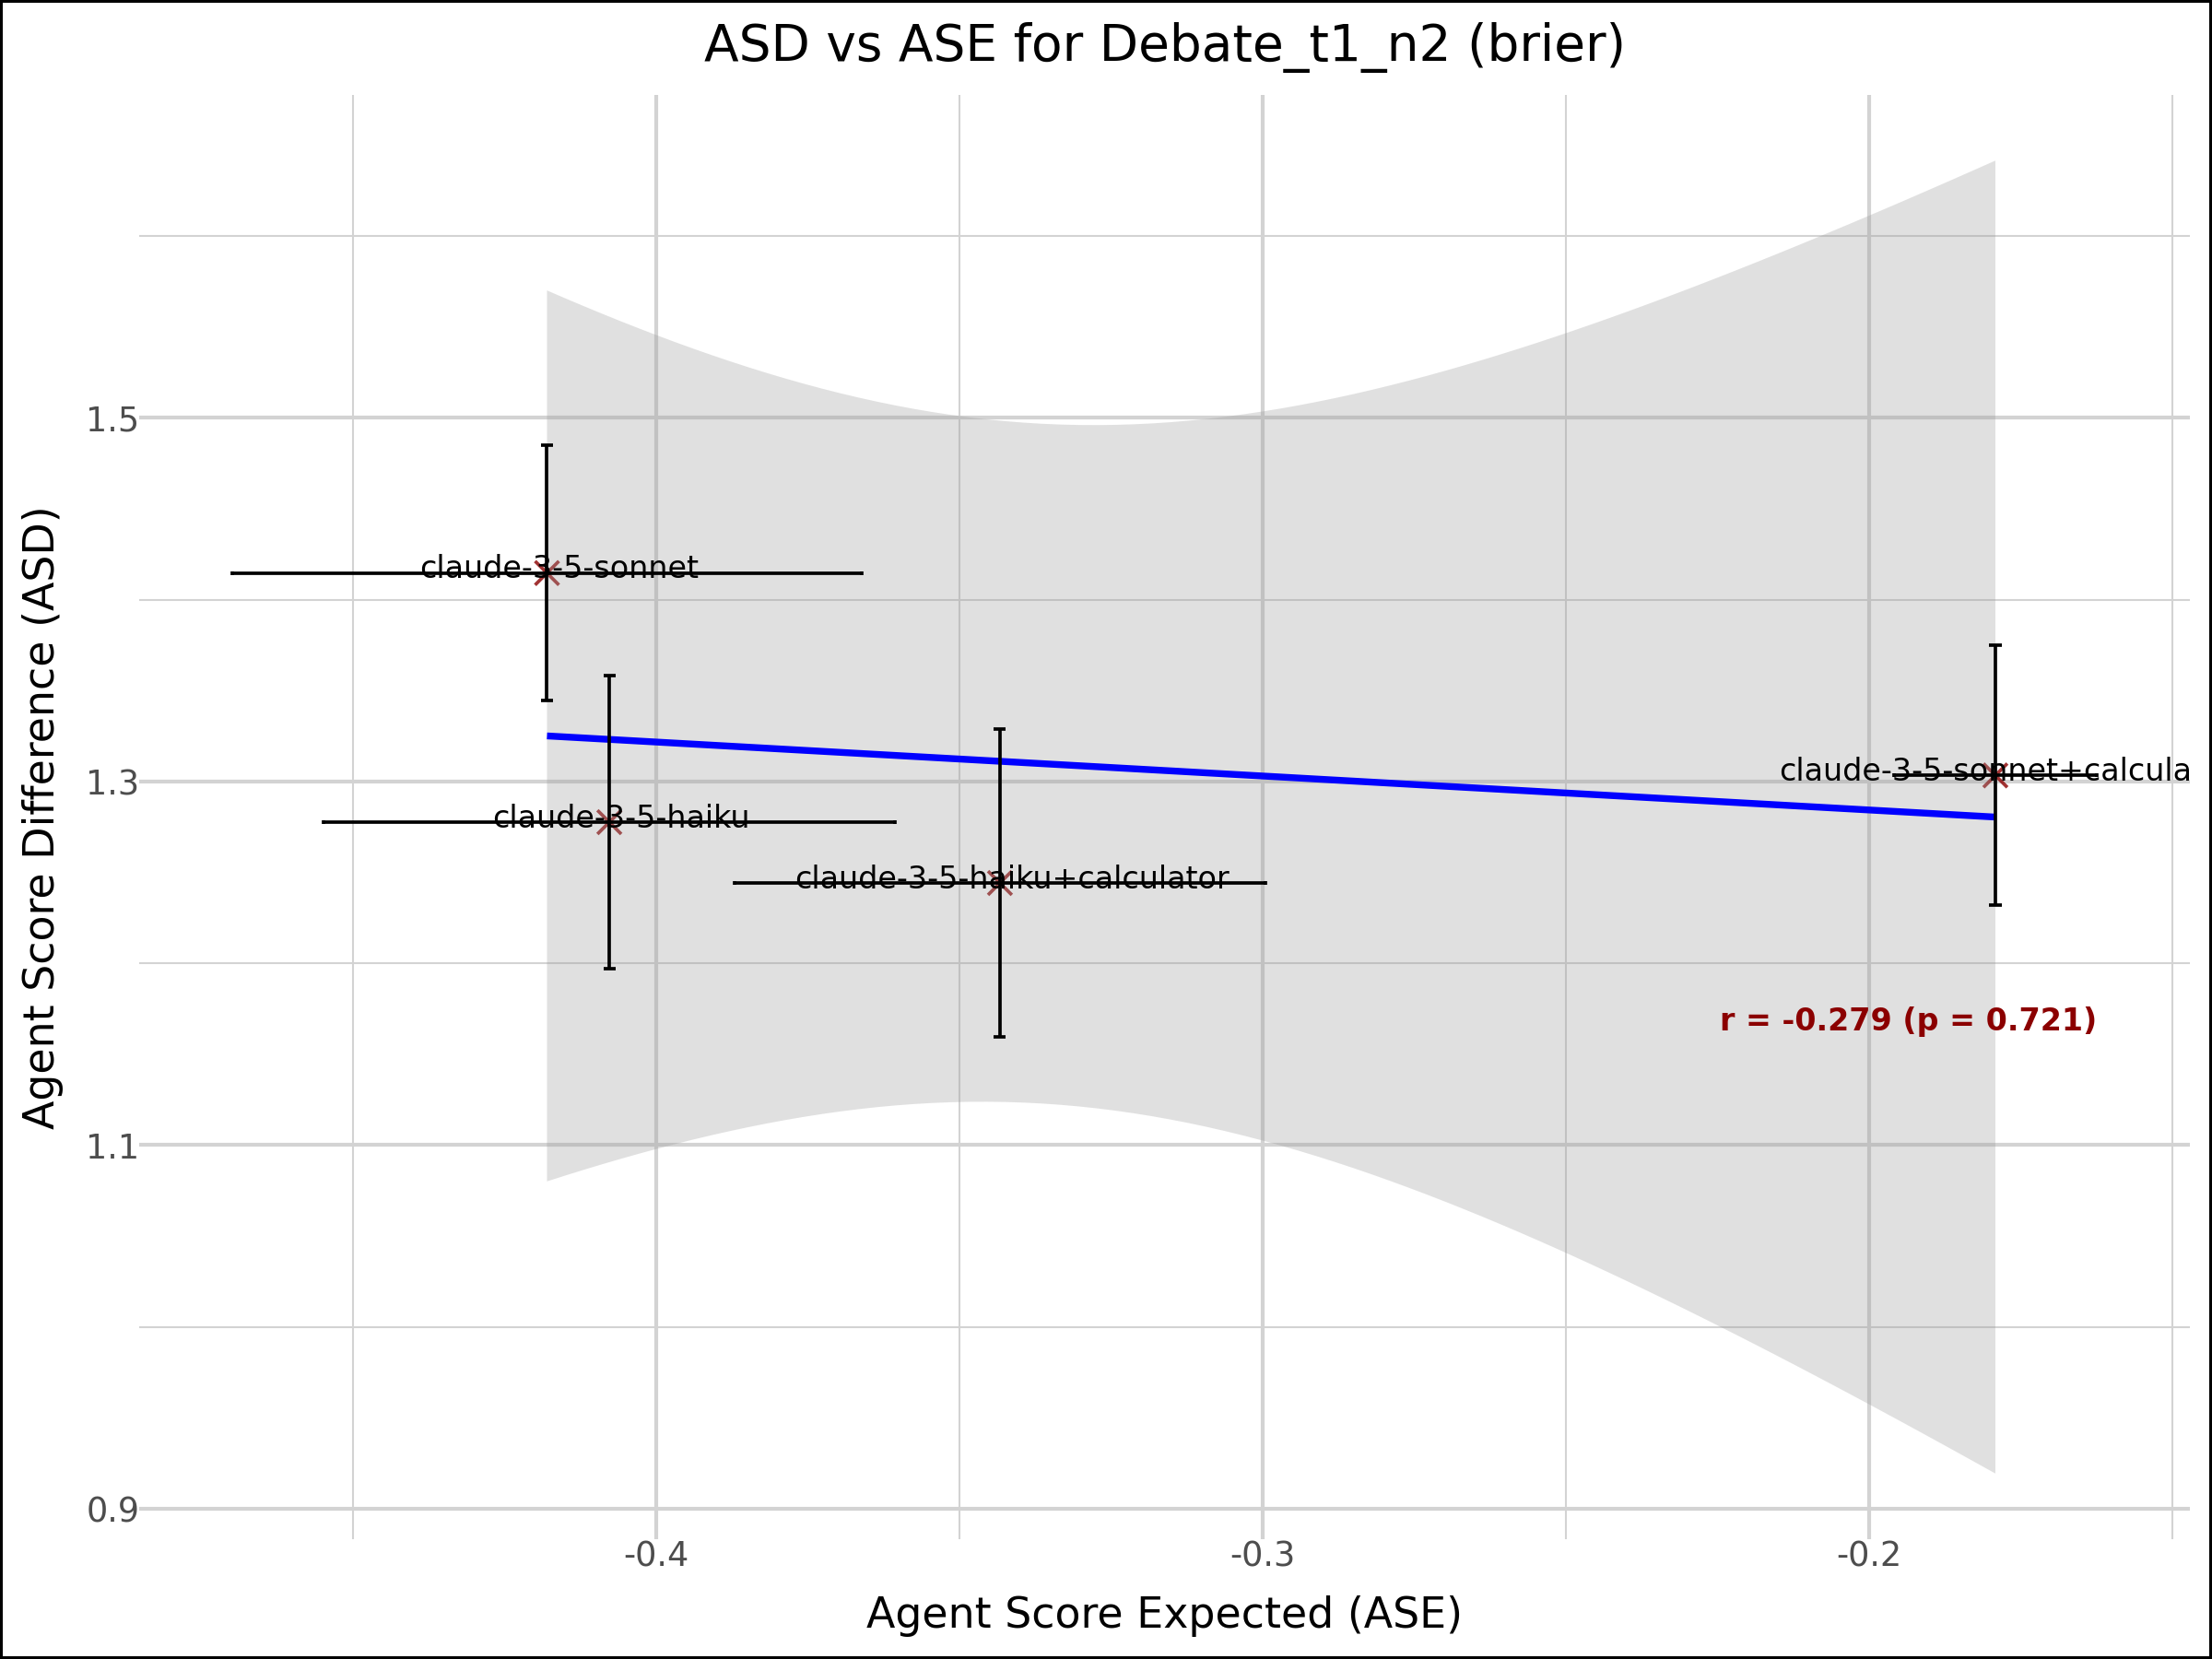 ASD vs ASE for Debate_t1_n2 (brier)
Agent Score Difference (ASD)
1.5
1.3
1.1
0.9
claude-3-5-sonnet
claude-3-5-haiku
claude-3-5-haiku+calculator
claude-3-5-sonnet+calcula
r = -0.279 (p = 0.721)
-0.4
-0.3
-0.2
Agent Score Expected (ASE)